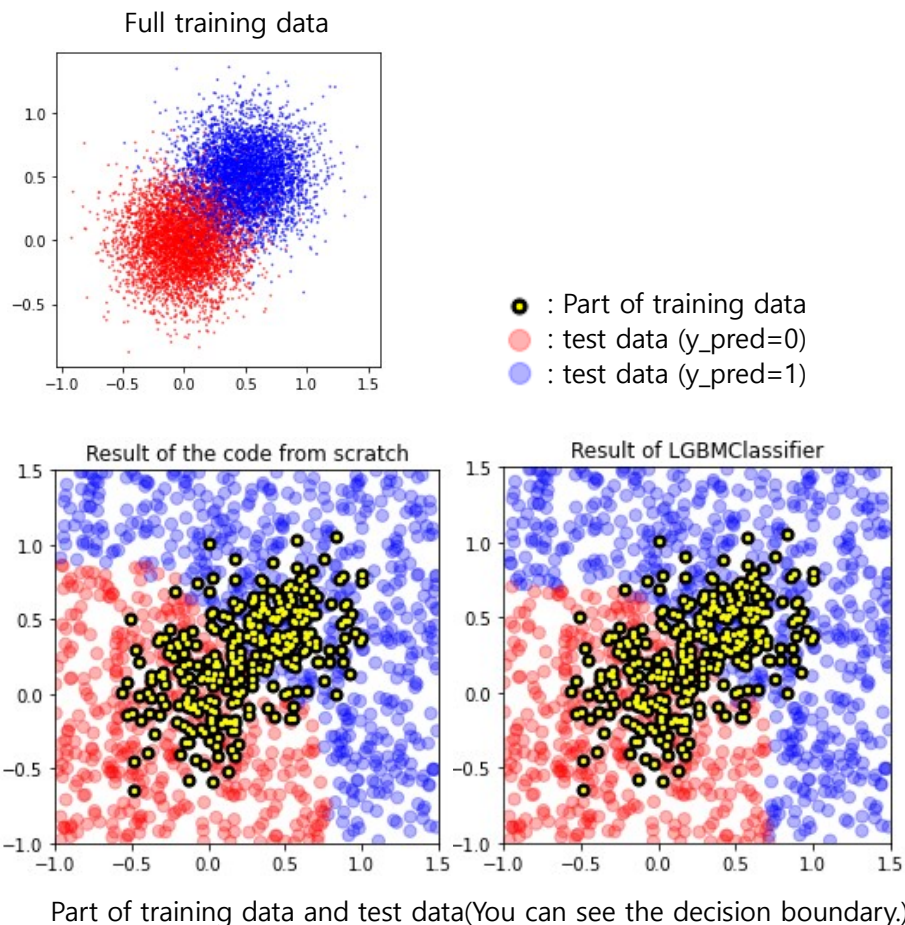 Full training data
1.0
0.5
0.0
−0.5
−1.0 −0.5 0.0 0.5 1.0 1.5
: Part of training data
: test data (y_pred=0)
: test data (y_pred=1)
Result of the code from scratch
1.5
1.0
0.5
0.0
−0.5
−1.0
−1.0 −0.5 0.0 0.5 1.0 1.5
Result of LGBMClassifier
1.5
1.0
0.5
0.0
−0.5
−1.0
−1.0 −0.5 0.0 0.5 1.0 1.5
Part of training data and test data(You can see the decision boundary.)